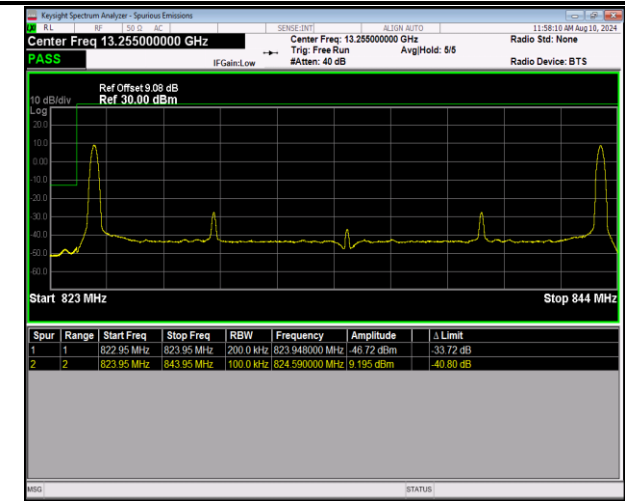 Keysight Spectrum Analyzer - Spurious Emissions
RL RF 50 Ω AC SENSE:INT ALIGN AUTO 11:58:10 AM Aug 10, 2024
Center Freq 13.255000000 GHz Center Freq: 13.255000000 GHz Radio Std: None
Trig: Free Run Avg|Hold: 5/5
PASS IFGain:Low #Atten: 40 dB Radio Device: BTS
Ref Offset 9.08 dB
10 dB/div Ref 30.00 dBm
Log
20.0
10.0
0.00
-10.0
-20.0
-30.0
-40.0
-50.0
-60.0
Start 823 MHz Stop 844 MHz
Spur Range Start Freq Stop Freq RBW Frequency Amplitude Δ Limit
1 1 822.95 MHz 823.95 MHz 200.0 kHz 823.948000 MHz -46.72 dBm -33.72 dB
2 2 823.95 MHz 843.95 MHz 100.0 kHz 824.590000 MHz 9.195 dBm -40.80 dB
MSG STATUS